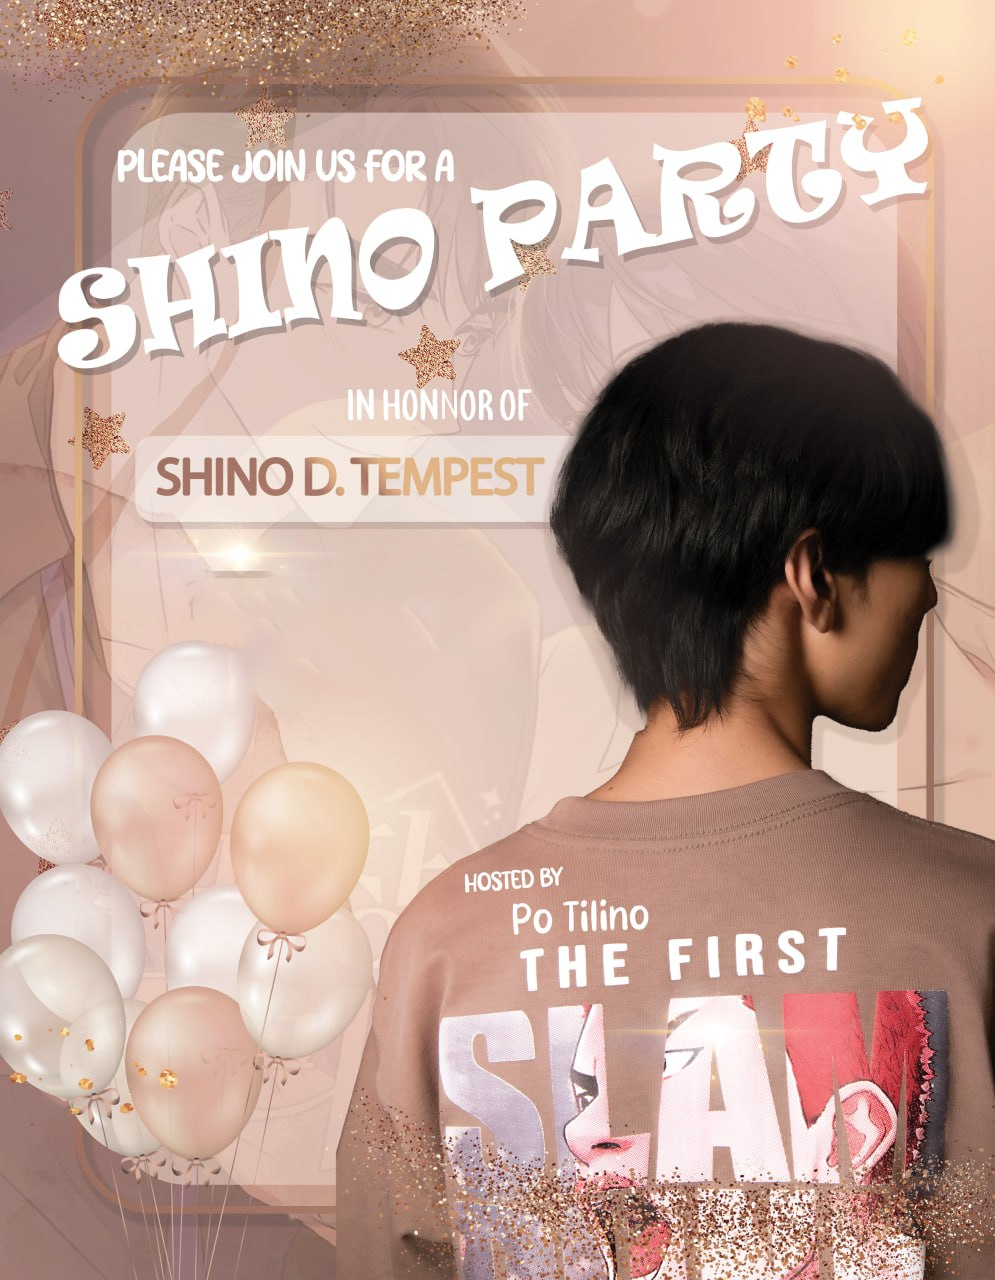 PLEASE JOIN US FOR A
SHINO PARTY
IN HONNOR OF
SHINO D. TEMPEST
HOSTED BY
Po Tilino
THE FIRST
SLAM